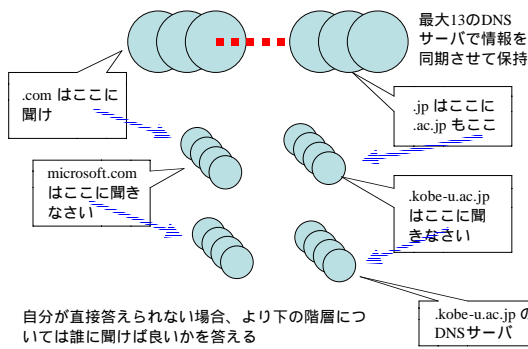 最大13のDNS
サーバで情報を
同期させて保持
.com はここに
聞け
.jp はここに
.ac.jp もここ
microsoft.com
はここに聞き
なさい
.kobe-u.ac.jp
はここに聞
きなさい
自分が直接答えられない場合、より下の階層につ
いては誰に聞けば良いかを答える
.kobe-u.ac.jp の
DNSサーバ